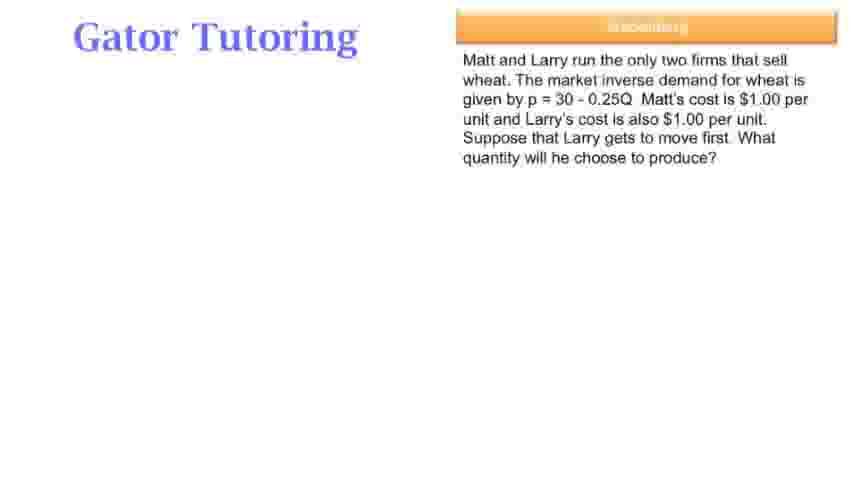 Gator Tutoring
Matt and Larry run the only two firms that sell
wheat. The market inverse demand for wheat is
given by p = 30 - 0.25Q Matt's cost is $1.00 per
unit and Larry's cost is also $1.00 per unit.
Suppose that Larry gets to move first. What
quantity will he choose to produce?